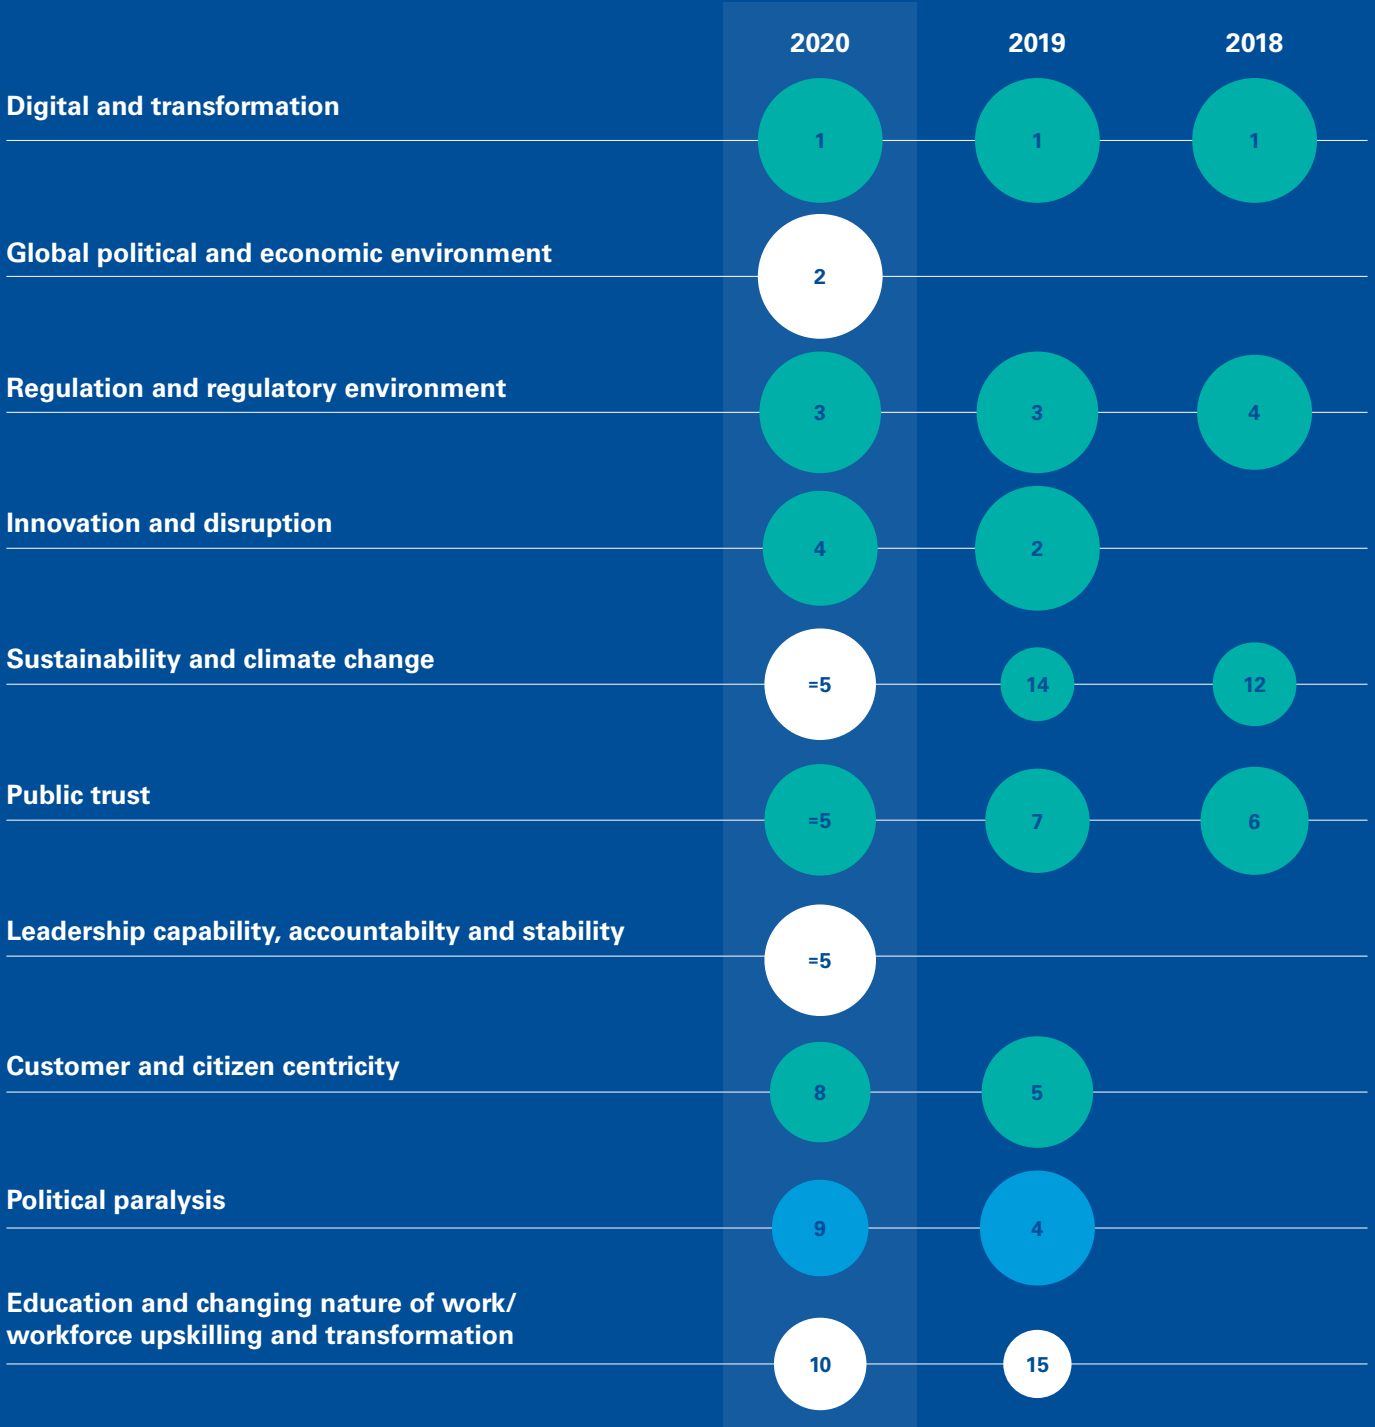 2020 2019 2018
Digital and transformation
1 1 1
Global political and economic environment
2
Regulation and regulatory environment
3 3 4
Innovation and disruption
4 2
Sustainability and climate change
=5 14 12
Public trust
=5 7 6
Leadership capability, accountabilty and stability
=5
Customer and citizen centricity
8 5
Political paralysis
9 4
Education and changing nature of work/
workforce upskilling and transformation
10 15